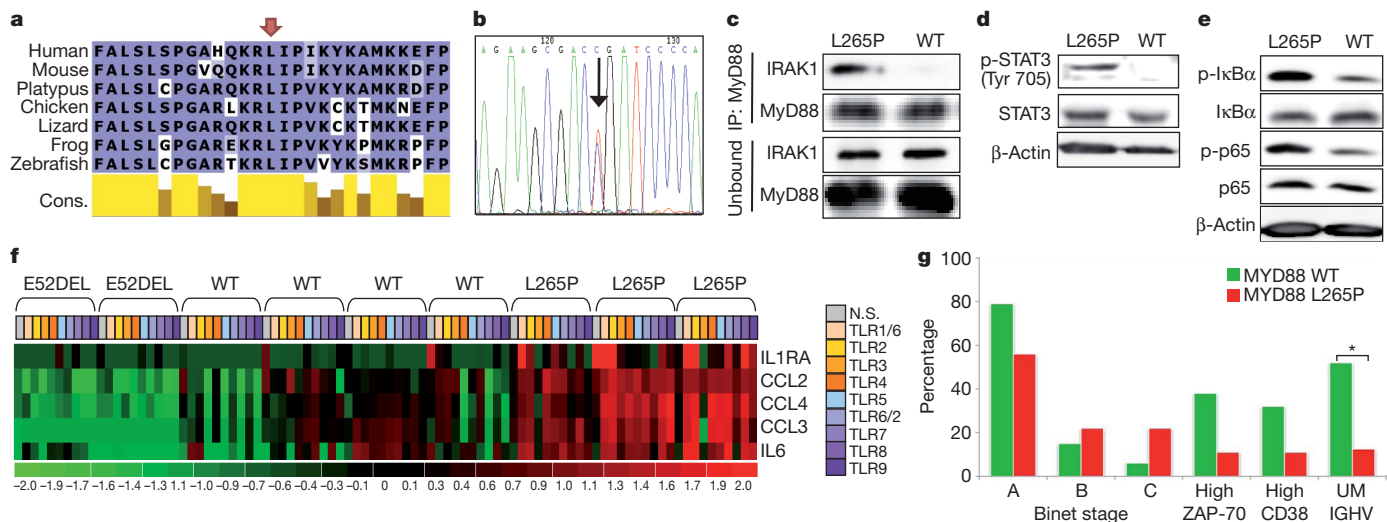 a
Human FALSLSPGAHQKRLIPIKYKAMKKEFP
Mouse FALSLSPGVQQKRLIPIKYKAMKKDFP
Platypus FALSLCPGARQKRLIPVKYKAMKRDFP
Chicken FALSLSPGARLKRLIPVKYCKTMKNEFP
Lizard FALSLSPGARQKRLIPVKYCKTMKKEFP
Frog FALSLGPGAREKRLIPVKYKPMKRPFP
Zebrafish FALSLCPGARTKRLIPVVYKSMKREFP
Cons.
b
120 130
AGAAGCGACCGATCCCCA
c
L265P WT
IP: MyD88
IRAK1
MyD88
Unbound
IRAK1
MyD88
d
L265P WT
p-STAT3
(Tyr 705)
STAT3
β-Actin
e
L265P WT
p-IκBα
IκBα
p-p65
p65
β-Actin
f
E52DEL E52DEL WT WT WT WT L265P L265P L265P
IL1RA
CCL2
CCL4
CCL3
IL6
–2.0 –1.9 –1.7 –1.6 –1.4 –1.3 1.1 –1.0 –0.9 –0.7 –0.6 –0.4 –0.3 –0.1 0 0.1 0.3 0.4 0.6 0.7 0.9 1.0 1.1 1.3 1.4 1.6 1.7 1.9 2.0
N.S.
TLR1/6
TLR2
TLR3
TLR4
TLR5
TLR6/2
TLR7
TLR8
TLR9
g
MYD88 WT
MYD88 L265P
Percentage
100
80
60
40
20
0
*
A B C High ZAP-70 High CD38 UM IGHV
Binet stage